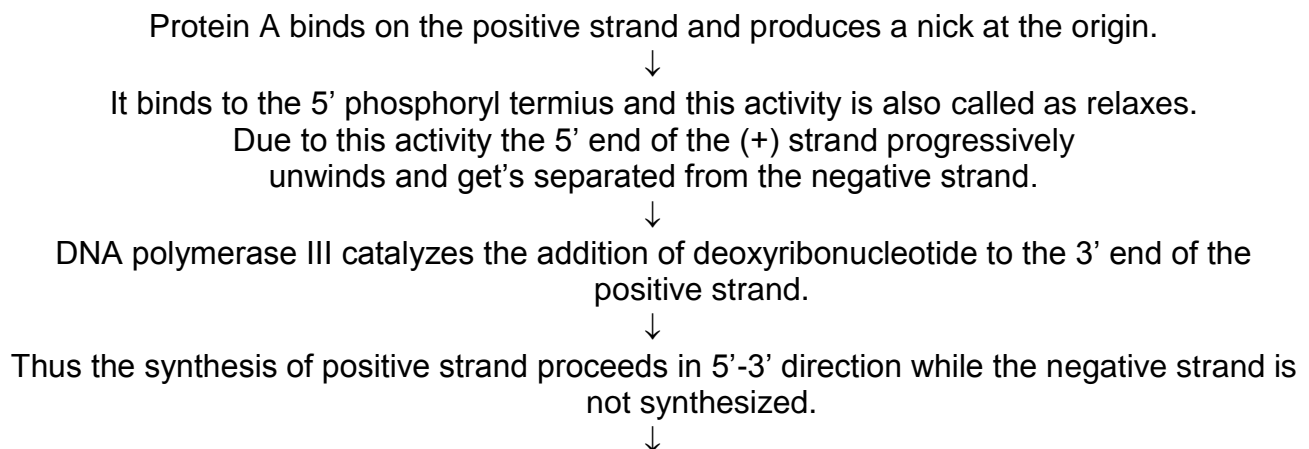 Protein A binds on the positive strand and produces a nick at the origin.
↓
It binds to the 5’ phosphoryl termius and this activity is also called as relaxes.
Due to this activity the 5’ end of the (+) strand progressively
unwinds and get’s separated from the negative strand.
↓
DNA polymerase III catalyzes the addition of deoxyribonucleotide to the 3’ end of the
positive strand.
↓
Thus the synthesis of positive strand proceeds in 5’-3’ direction while the negative strand is
not synthesized.
↓